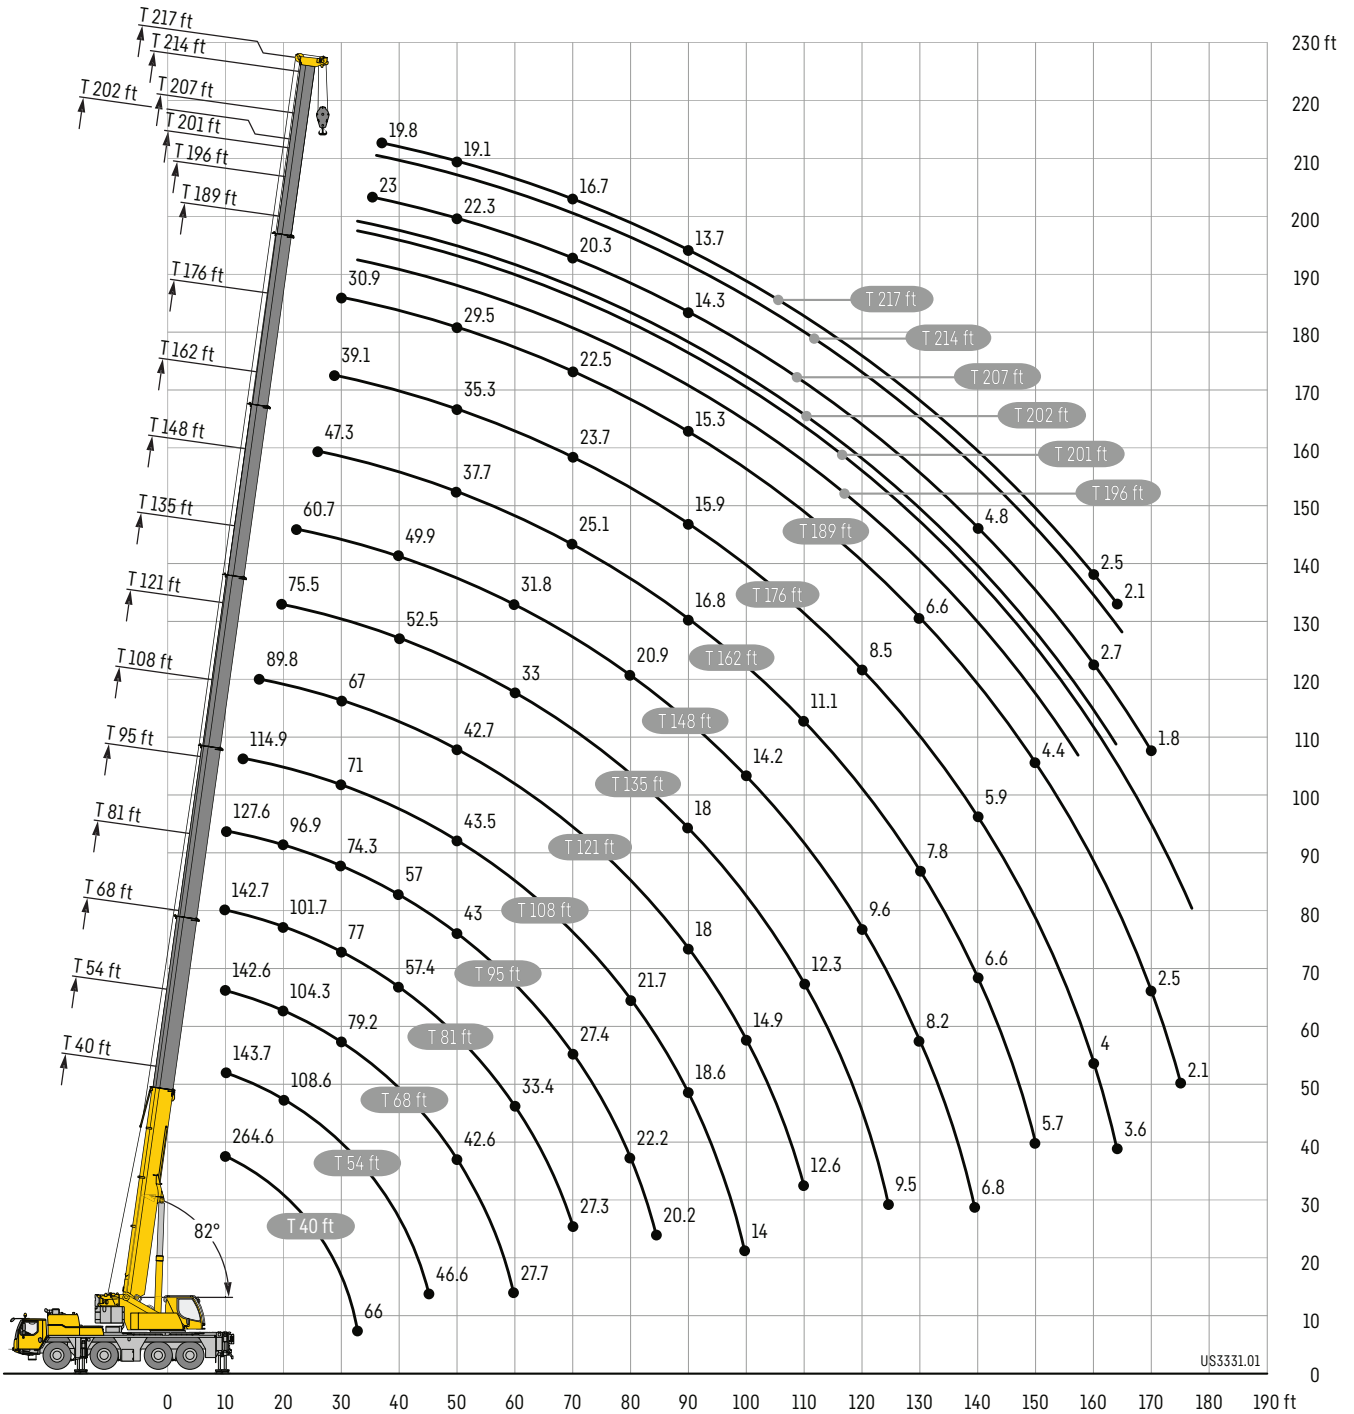 T 217 ft
230 ft
T 214 ft
T 207 ft
T 202 ft
220
T 201 ft
19.8
T 196 ft
19.1
210
T 189 ft
23
16.7
22.3
200
20.3
13.7
T 176 ft
30.9
190
14.3
T 217 ft
29.5
T 214 ft
180
T 162 ft
39.1
22.5
T 207 ft
35.3
170
15.3
T 202 ft
T 148 ft
47.3
23.7
160
37.7
T 201 ft
15.9
T 196 ft
T 135 ft
60.7
25.1
150
49.9
4.8
T 189 ft
T 121 ft
75.5
31.8
2.5
140
52.5
16.8
T 176 ft
2.1
6.6
130
T 108 ft
89.8
33
20.9
T 162 ft
8.5
2.7
67
120
T 148 ft
11.1
T 95 ft
114.9
42.7
1.8
110
71
14.2
4.4
T 135 ft
T 81 ft
127.6
96.9
43.5
18
5.9
100
74.3
T 121 ft
7.8
90
57
T 68 ft
142.7
101.7
43
T 108 ft
9.6
80
77
18
T 54 ft
142.6
57.4
T 95 ft
21.7
12.3
6.6
2.5
70
104.3
T 40 ft
79.2
T 81 ft
27.4
14.9
8.2
60
143.7
4
108.6
33.4
18.6
2.1
50
T 68 ft
264.6
42.6
22.2
5.7
3.6
40
T 54 ft
12.6
9.5
6.8
30
82°
T 40 ft
27.3
20.2
14
20
46.6
27.7
66
10
US3331.01
0
0 10 20 30 40 50 60 70 80 90 100 110 120 130 140 150 160 170 180 190 ft